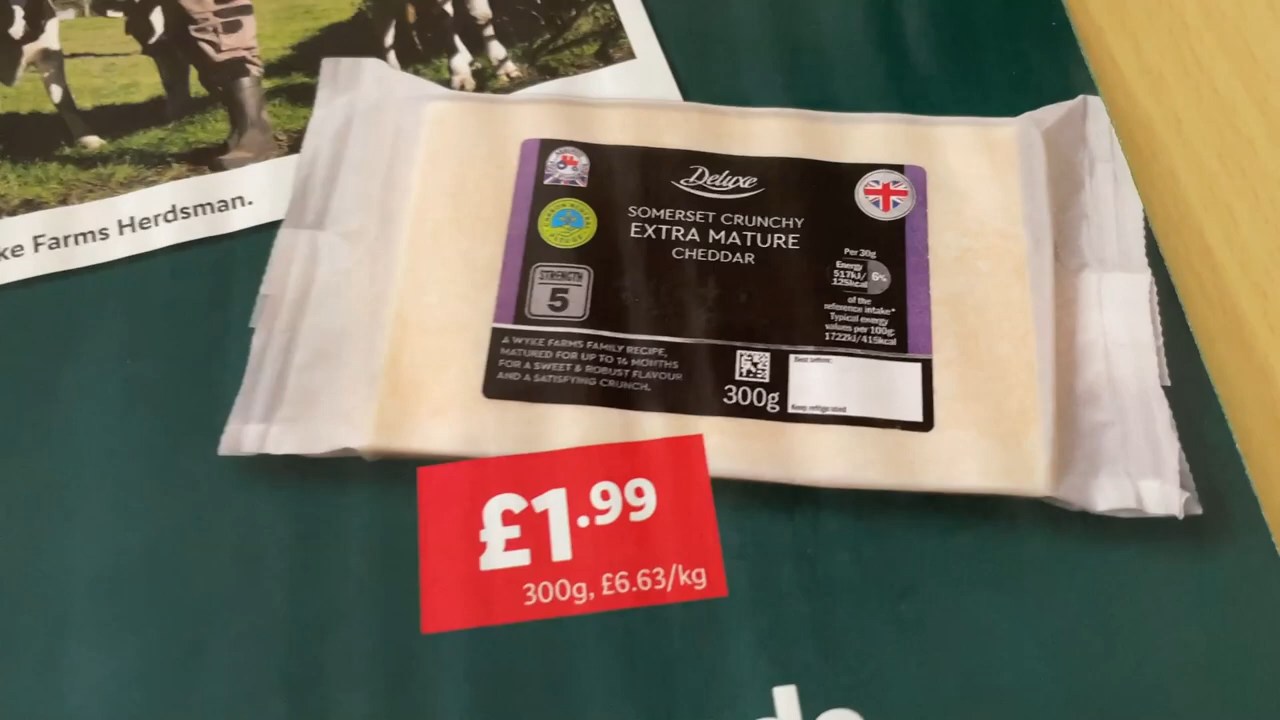 ke Farms Herdsman.
Deluxe
SOMERSET CRUNCHY
EXTRA MATURE
CHEDDAR
STRENGTH
5
Per 30g
Energy
517kJ/
125kcal
6%
of the
reference intake*
Typical energy
values per 100g:
1722kJ/415kcal
A WYKE FARMS FAMILY RECIPE,
MATURED FOR UP TO 16 MONTHS
FOR A SWEET & ROBUST FLAVOUR
AND A SATISFYING CRUNCH.
300g
Best before:
Keep refrigerated
£1.99
300g, £6.63/kg